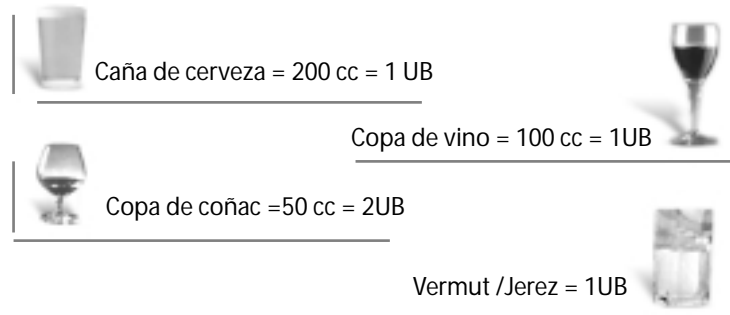 Caña de cerveza = 200 cc = 1 UB
Copa de vino = 100 cc = 1UB
Copa de coñac =50 cc = 2UB
Vermut /Jerez = 1UB